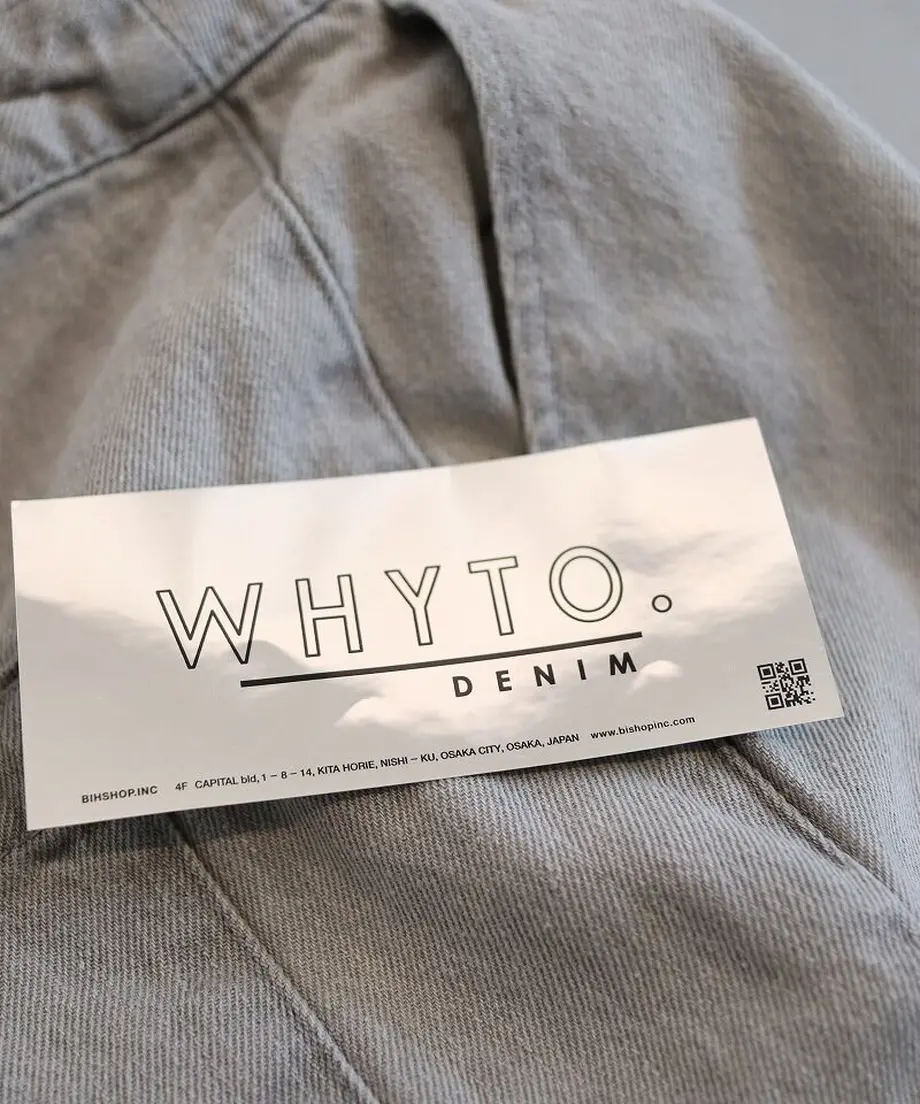 WHYTO.
DENIM
BIHSHOP.INC 4F CAPITAL bld, 1 – 8 – 14, KITA HORIE, NISHI – KU, OSAKA CITY, OSAKA, JAPAN www.bishopinc.com